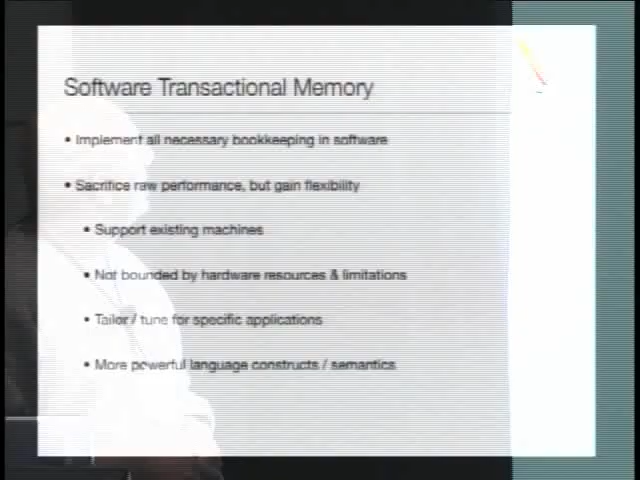 Software Transactional Memory
• Implement all necessary bookkeeping in software
• Sacrifice raw performance, but gain flexibility
• Support existing machines
• Not bounded by hardware resources & limitations
• Tailor / tune for specific applications
• More powerful language constructs / semantics